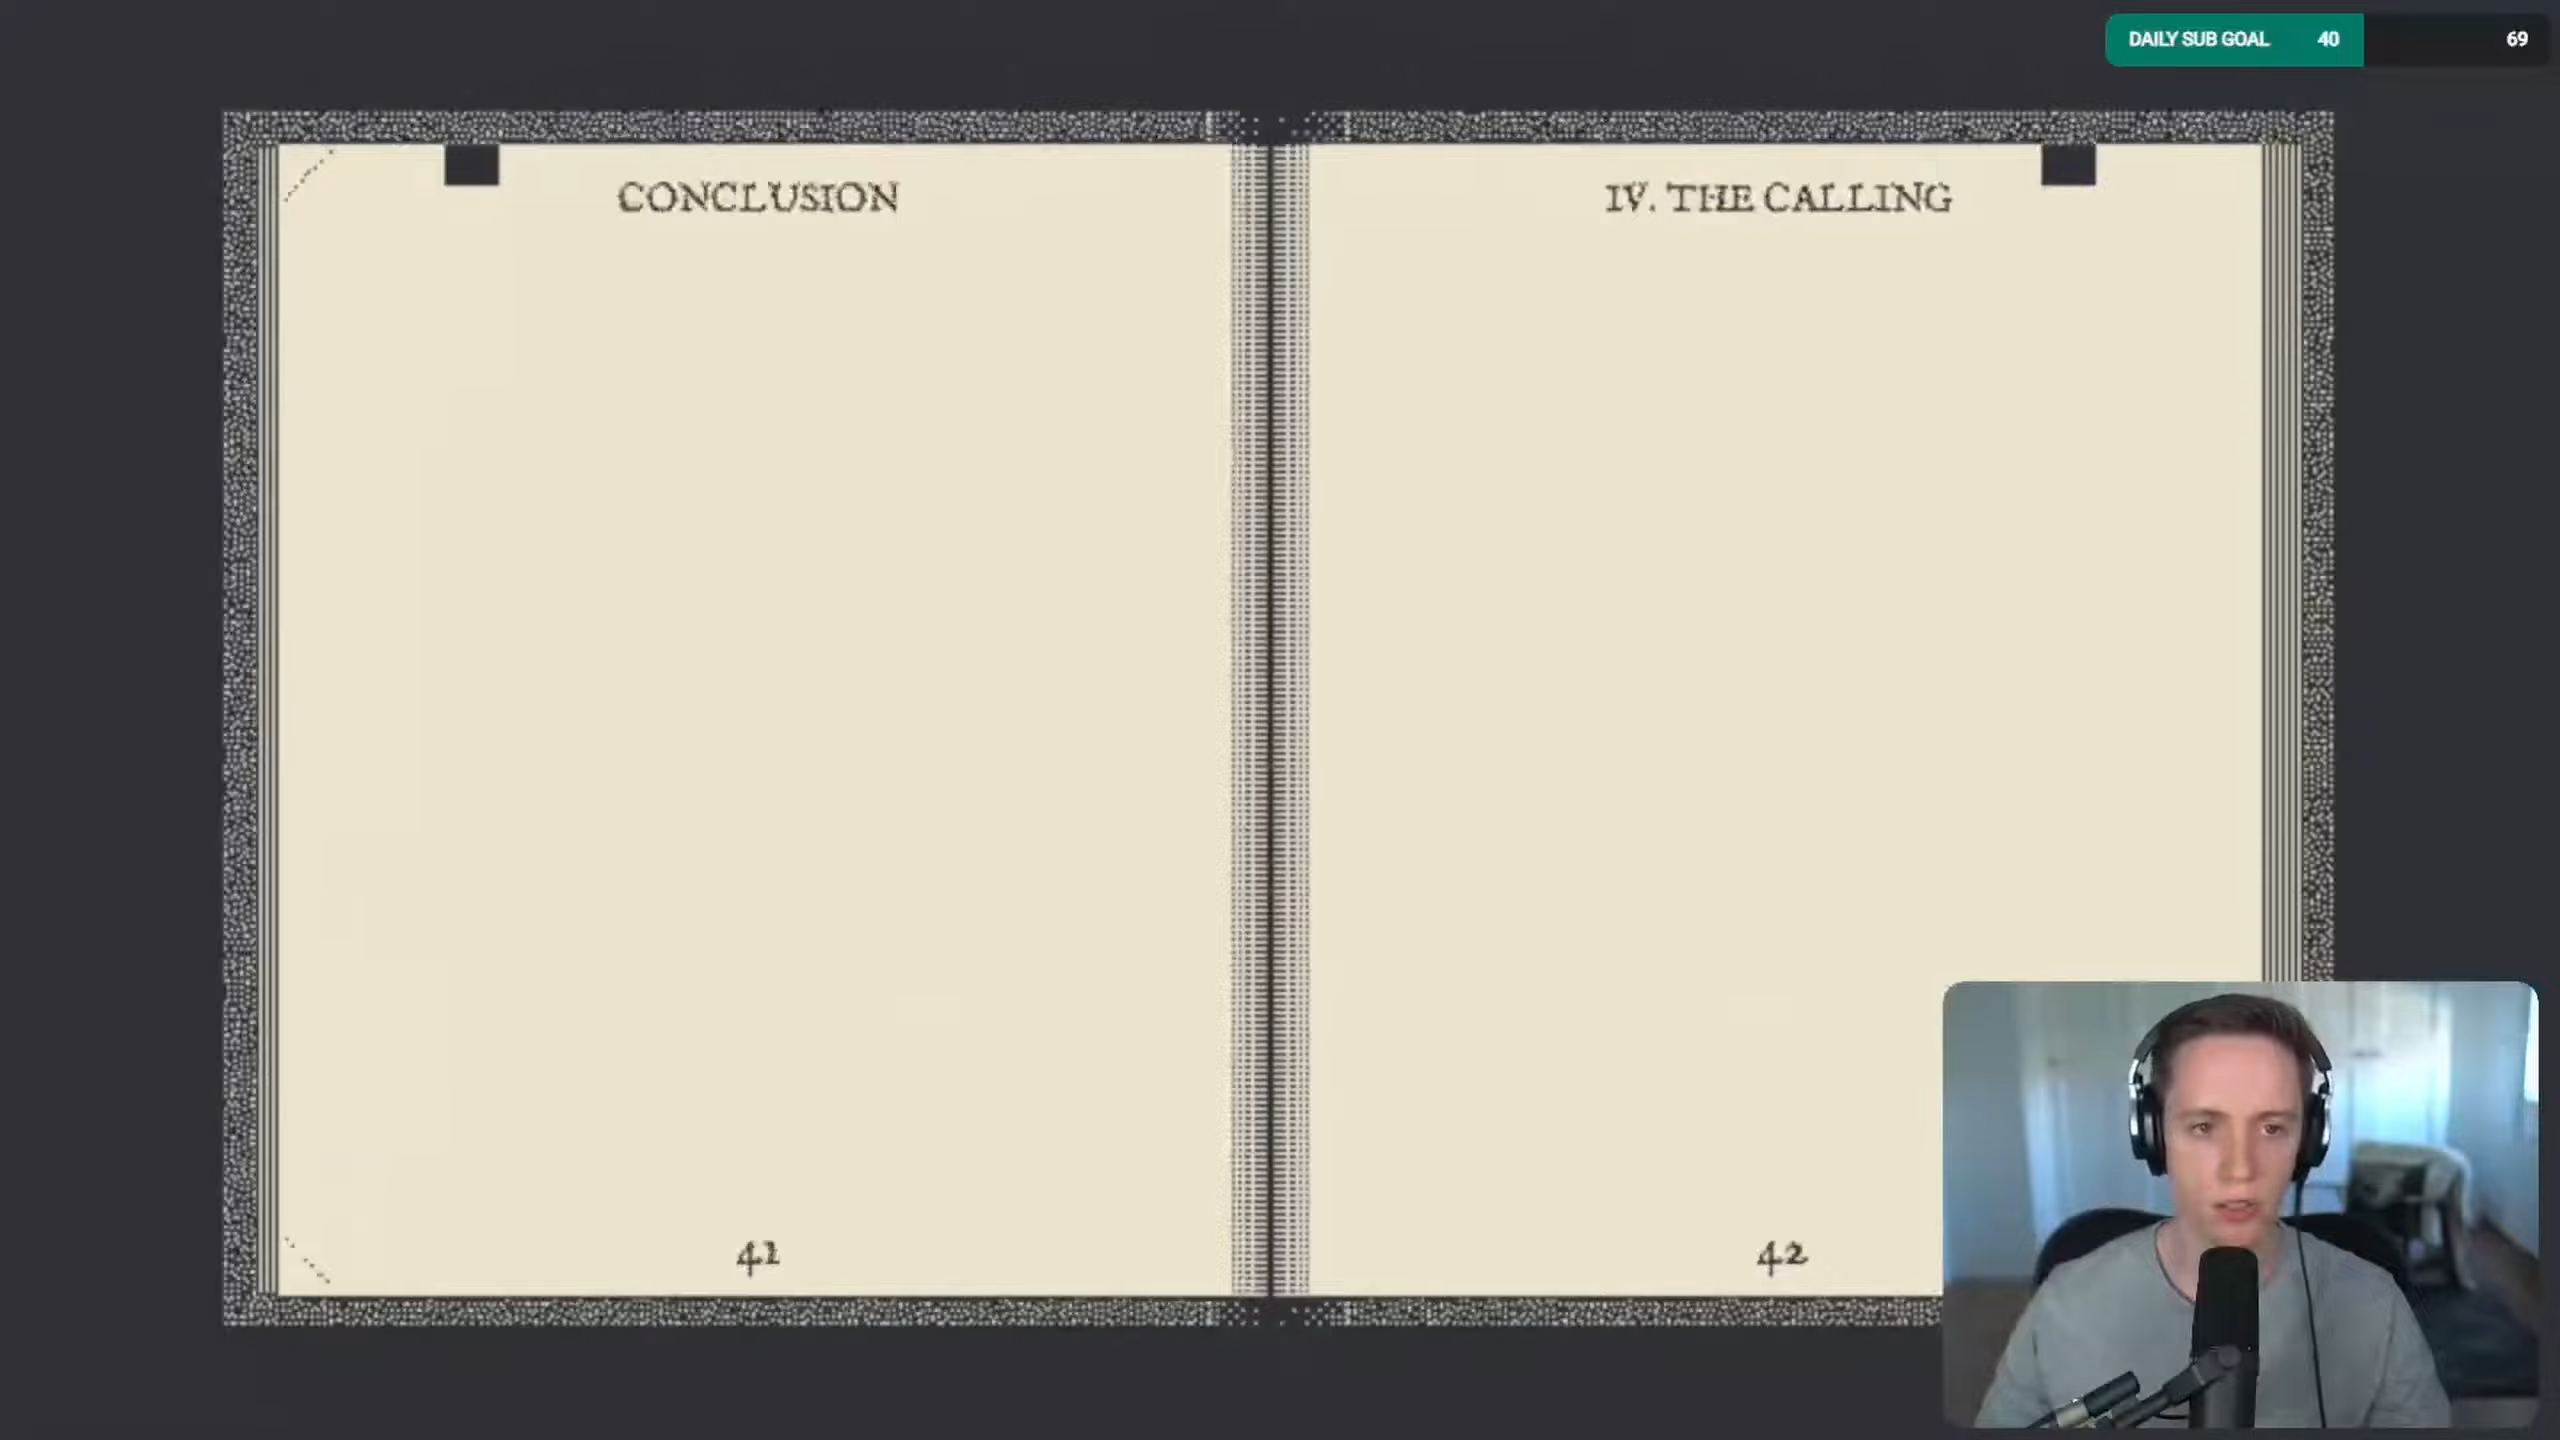 DAILY SUB GOAL 40 69
CONCLUSION
IV. THE CALLING
41
42